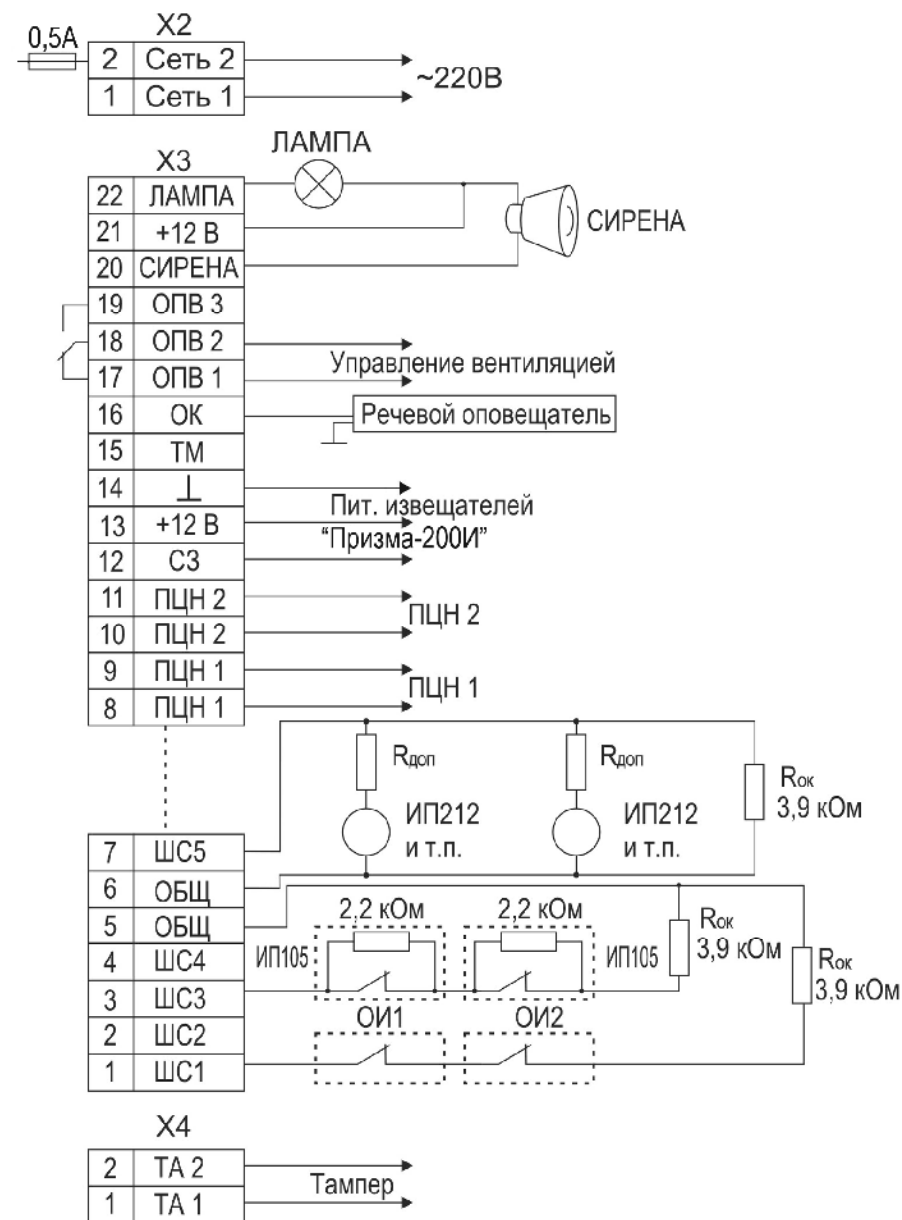 X2
0,5А
2 Сеть 2
1 Сеть 1
~220В
X3
ЛАМПА
22 ЛАМПА
21 +12 В
20 СИРЕНА
СИРЕНА
19 ОПВ 3
18 ОПВ 2
17 ОПВ 1
Управление вентиляцией
16 ОК
Речевой оповещатель
15 ТМ
14 ⊥
13 +12 В
12 СЗ
Пит. извещателей
“Призма-200И”
11 ПЦН 2
10 ПЦН 2
ПЦН 2
9 ПЦН 1
8 ПЦН 1
ПЦН 1
Rдоп
Rдоп
Rок
3,9 кОм
ИП212
и т.п.
ИП212
и т.п.
7 ШС5
6 ОБЩ
5 ОБЩ
4 ШС4
3 ШС3
2 ШС2
1 ШС1
2,2 кОм
2,2 кОм
ИП105
ИП105
Rок
3,9 кОм
Rок
3,9 кОм
ОИ1
ОИ2
X4
2 ТА 2
1 ТА 1
Тампер